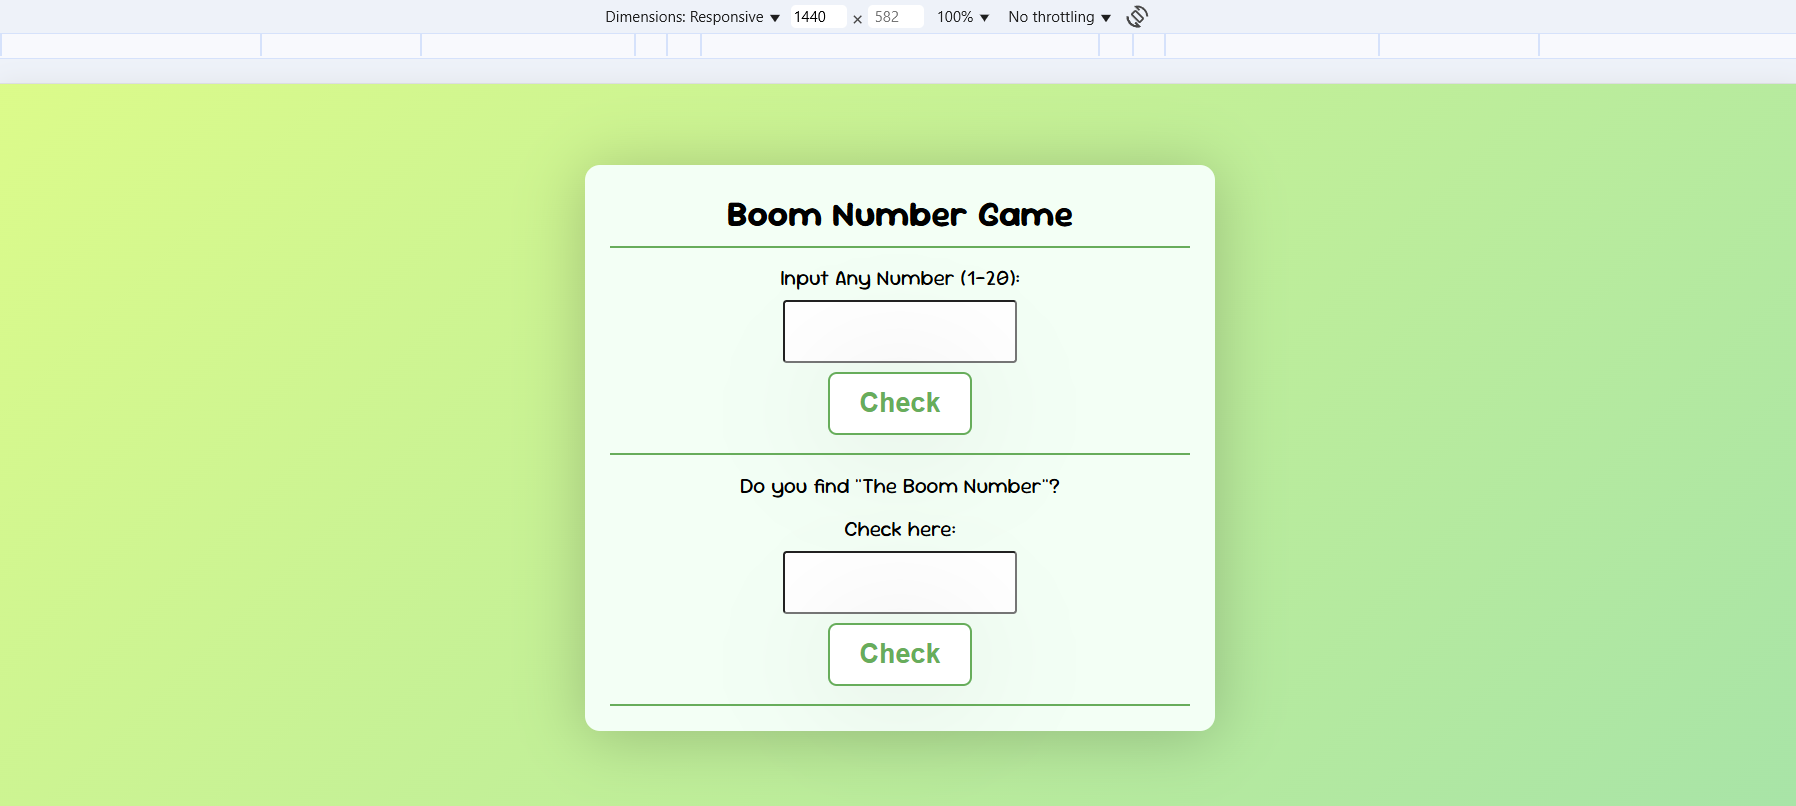 Dimensions: Responsive ▼ 1440 × 582 100% ▼ No throttling ▼
Boom Number Game
Input Any Number (1-20):
Check
Do you find "The Boom Number"?
Check here:
Check